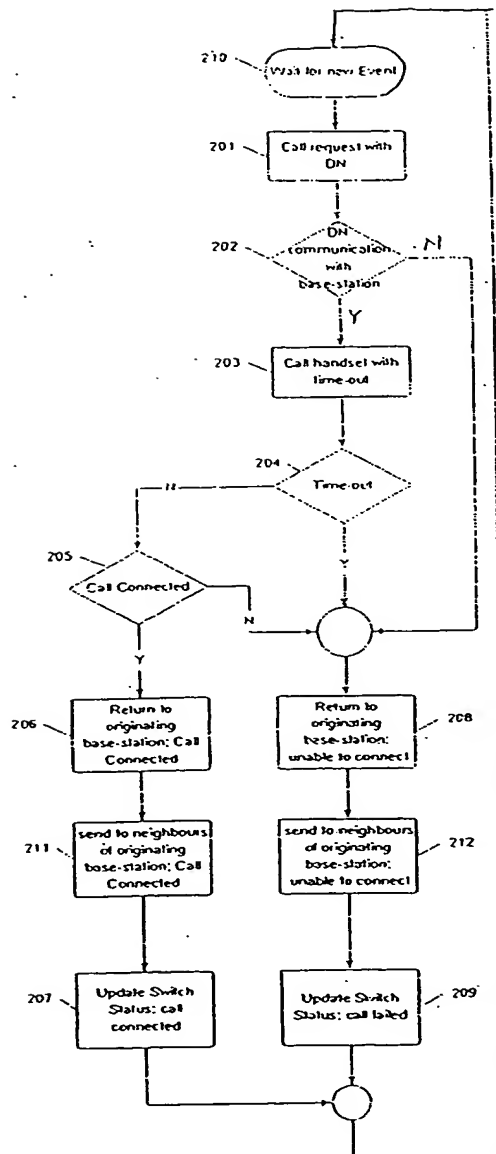 210
Wait for new Event
201
Call request with
DN
202
DN
communication
with
base-station
N
Y
203
Call handset with
time-out
204
Time-out
N
205
Call Connected
Y
N
Y
206
Return to
originating
base-station: Call
Connected
208
Return to
originating
base-station:
unable to connect
211
send to neighbours
of originating
base-station; Call
Connected
212
send to neighbours
of originating
base-station;
unable to connect
207
Update Switch
Status: call
connected
209
Update Switch
Status: call failed